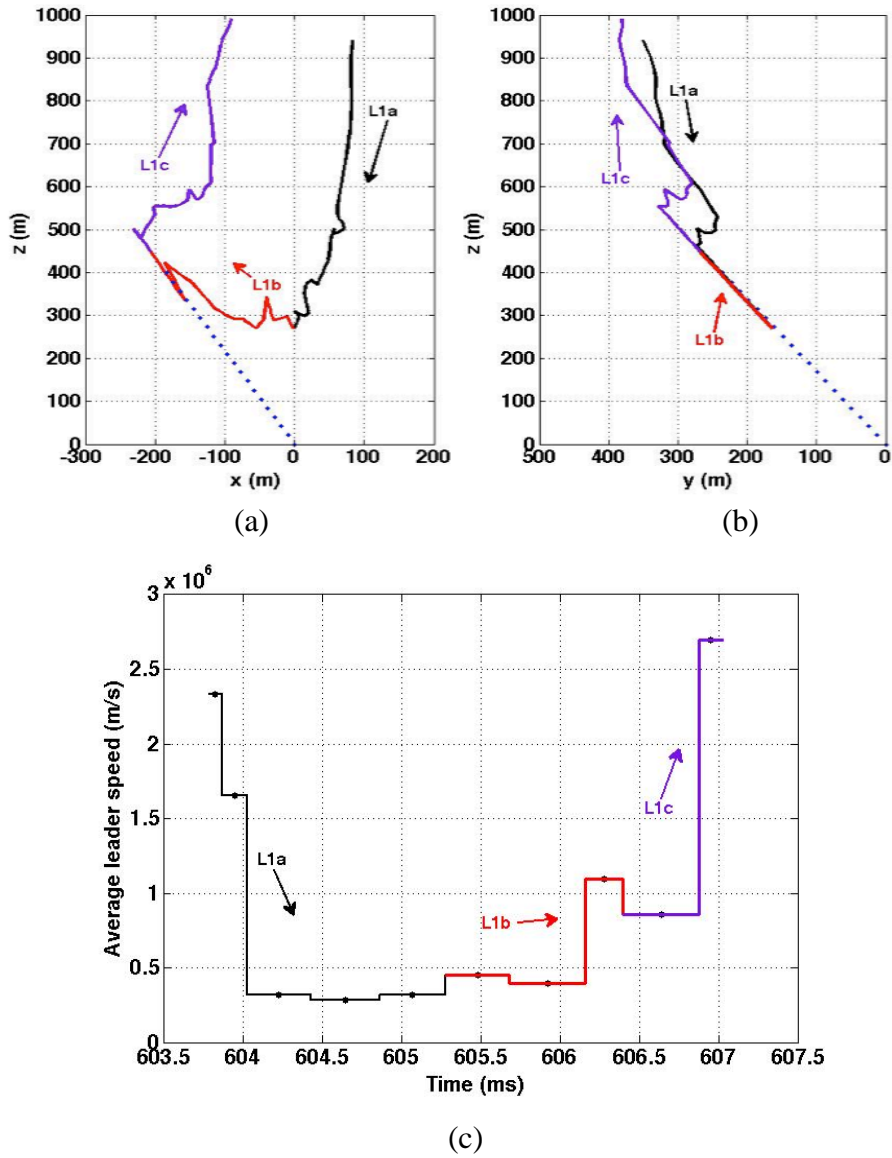 1000
900
800
700
600
500
400
300
200
100
0
z (m)
-300 -200 -100 0 100 200
x (m)
L1c
L1a
L1b
(a)
1000
900
800
700
600
500
400
300
200
100
0
z (m)
500 400 300 200 100 0
y (m)
L1a
L1c
L1b
(b)
3 x 10^6
2.5
2
1.5
1
0.5
0
Average leader speed (m/s)
L1a
L1b
L1c
603.5 604 604.5 605 605.5 606 606.5 607 607.5
Time (ms)
(c)